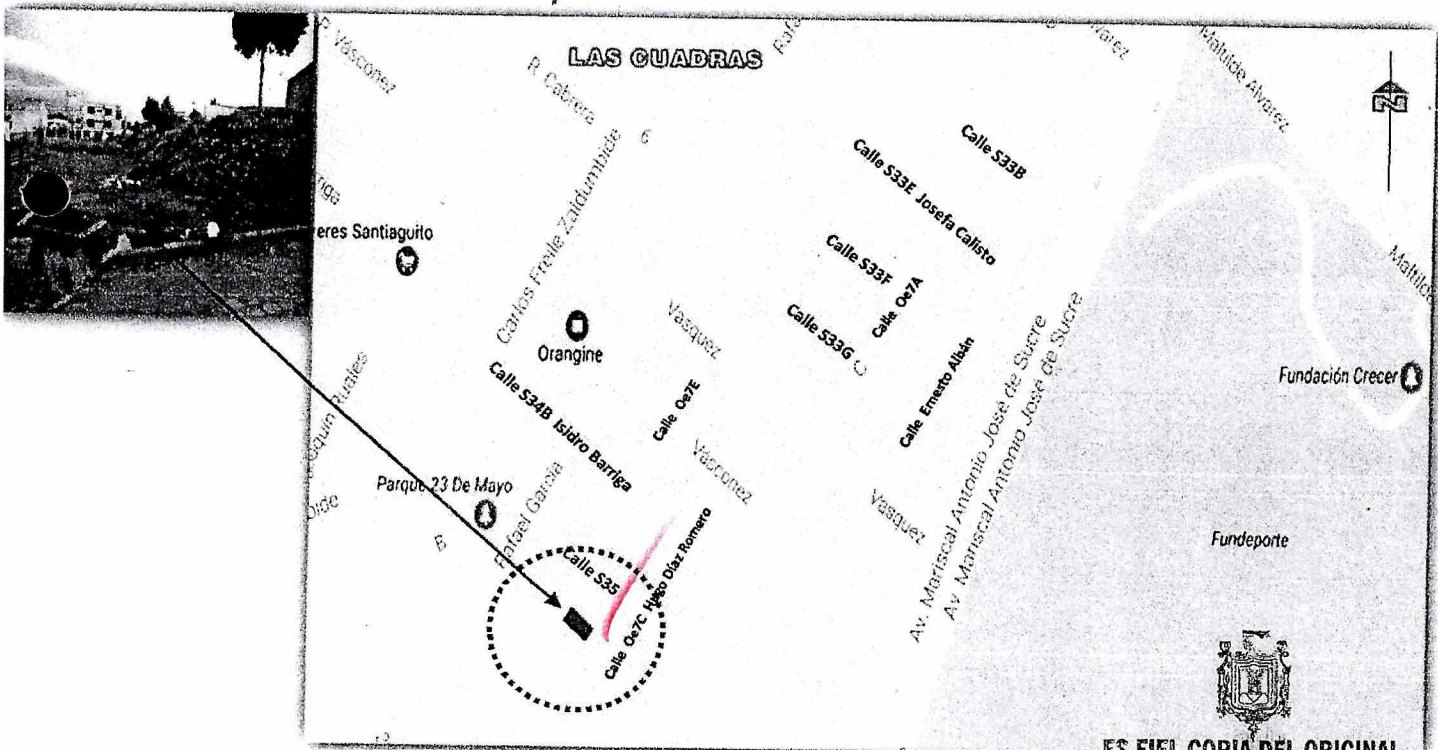 LAS CUADRAS
Vásconez
R. Cabrera
6
Matilde Alvarez
Calle S33B
Calle S33E Josefa Calisto
Carlos Freile Zaldumbide
eres Santiaguito
Calle S33F
Calle Oe7A
Calle S33G
Orangine
Vasquez
Av. Mariscal Antonio José de Sucre
Av. Mariscal Antonio José de Sucre
Calle Ernesto Albán
Fundación Crecer
Calle S34B Isidro Barriga
Calle Oe7E
Vásconez
Parque 23 De Mayo
Rafael García
Vasquez
Fundeporte
Calle S35
Calle Oe7C Hugo Díaz Romero
ES FIEL COPIA DEL ORIGINAL